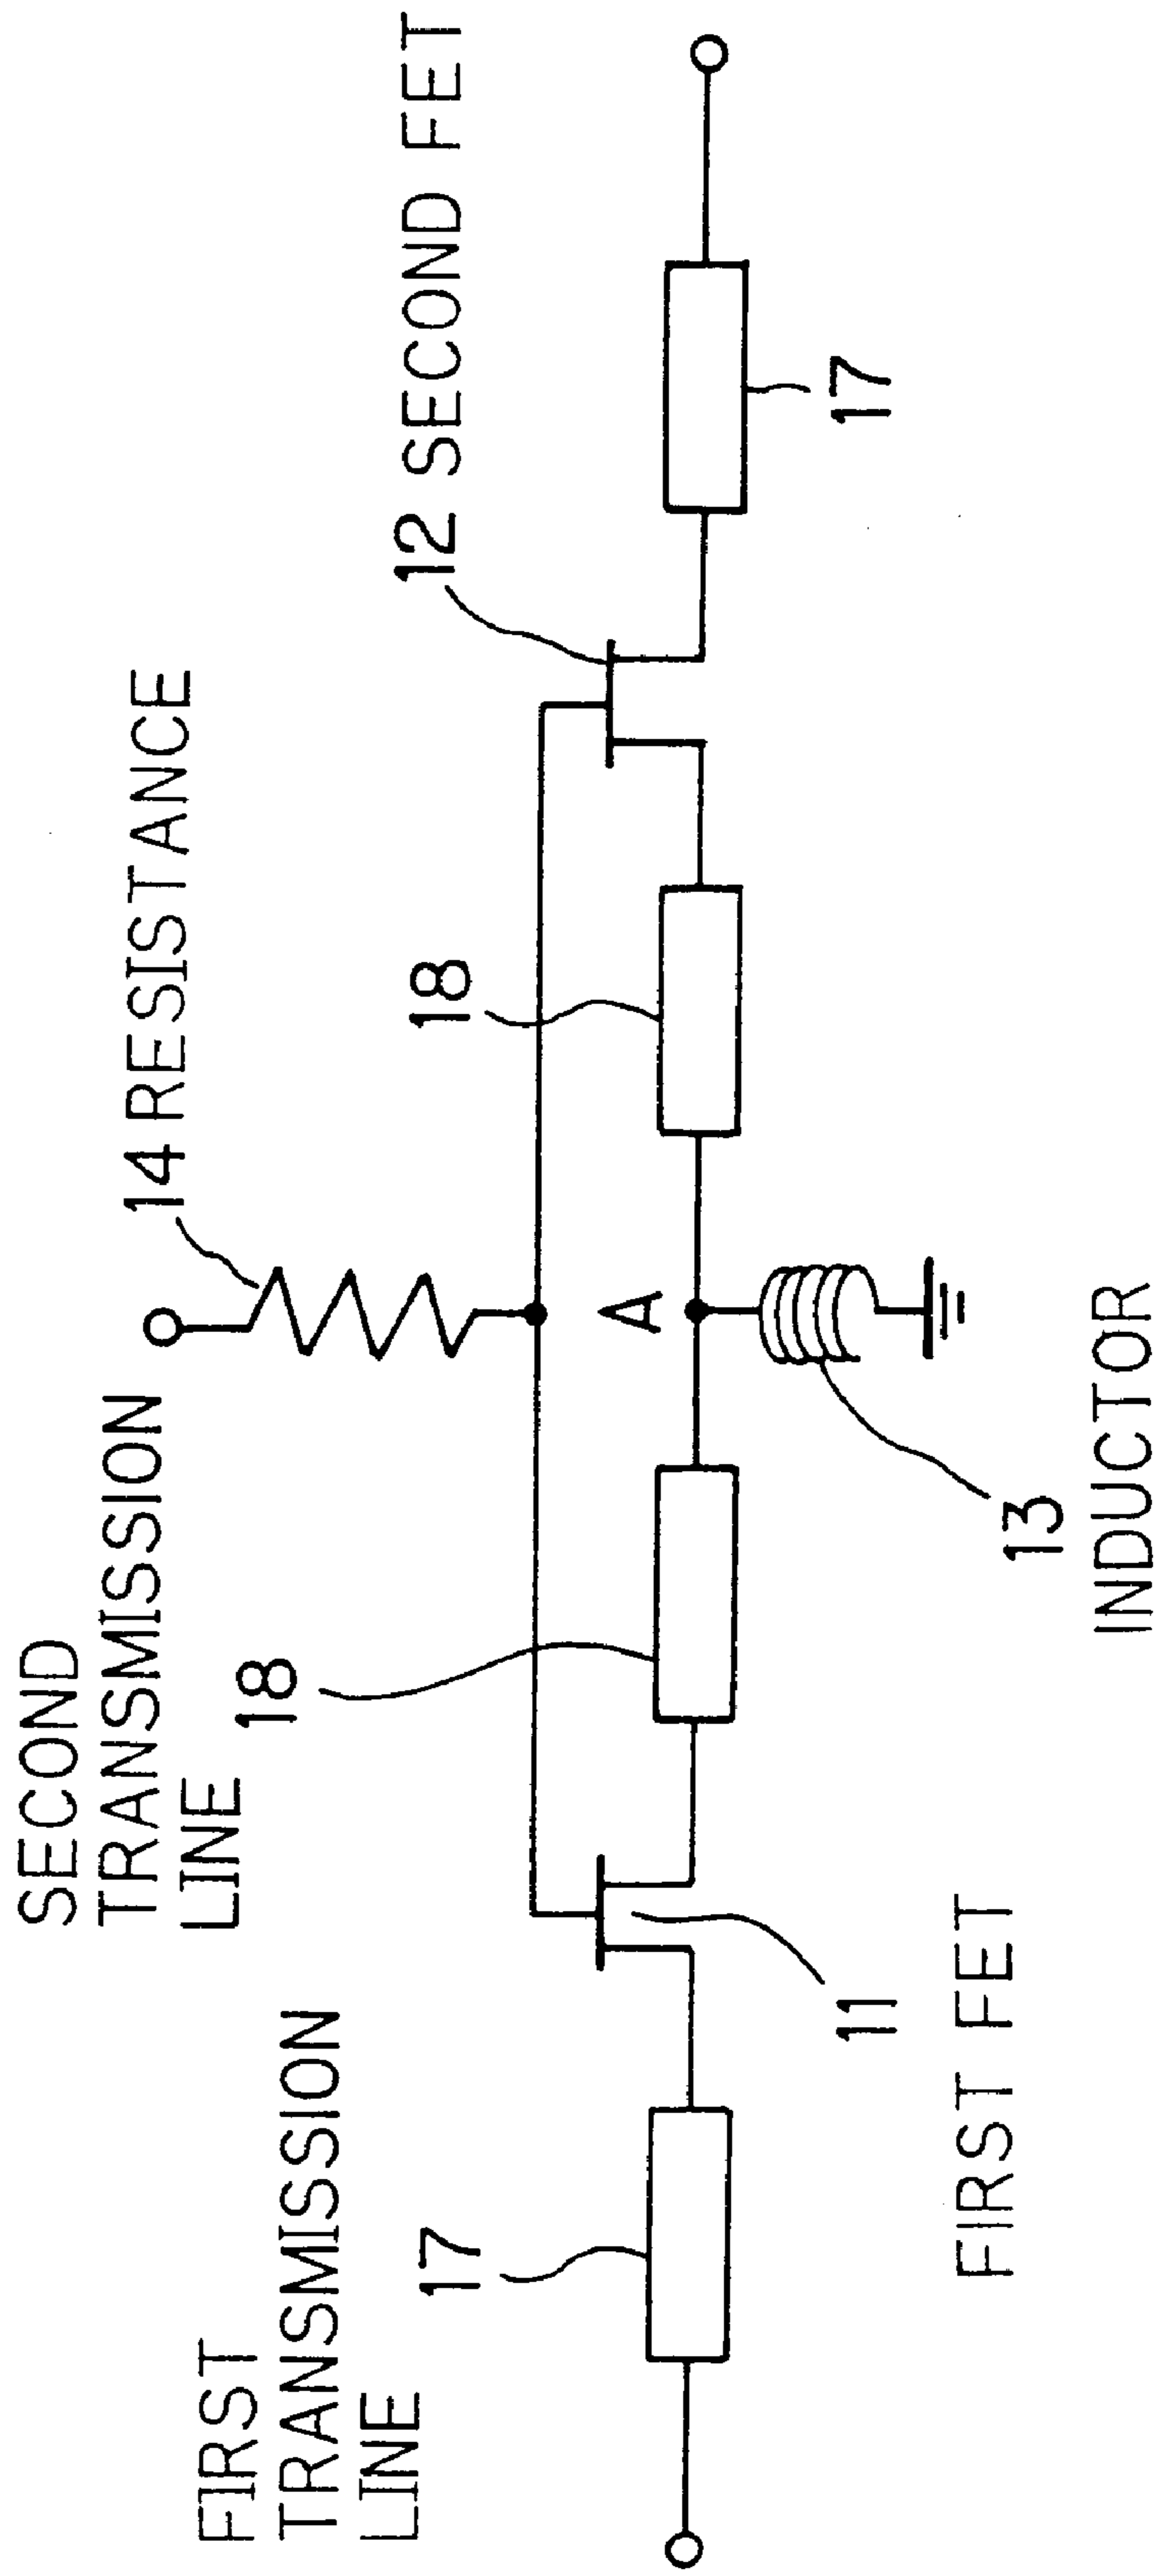 SECOND
TRANSMISSION
LINE
18
14 RESISTANCE
FIRST
TRANSMISSION
LINE
17
18
12 SECOND FET
A
11
FIRST FET
13
INDUCTOR
17